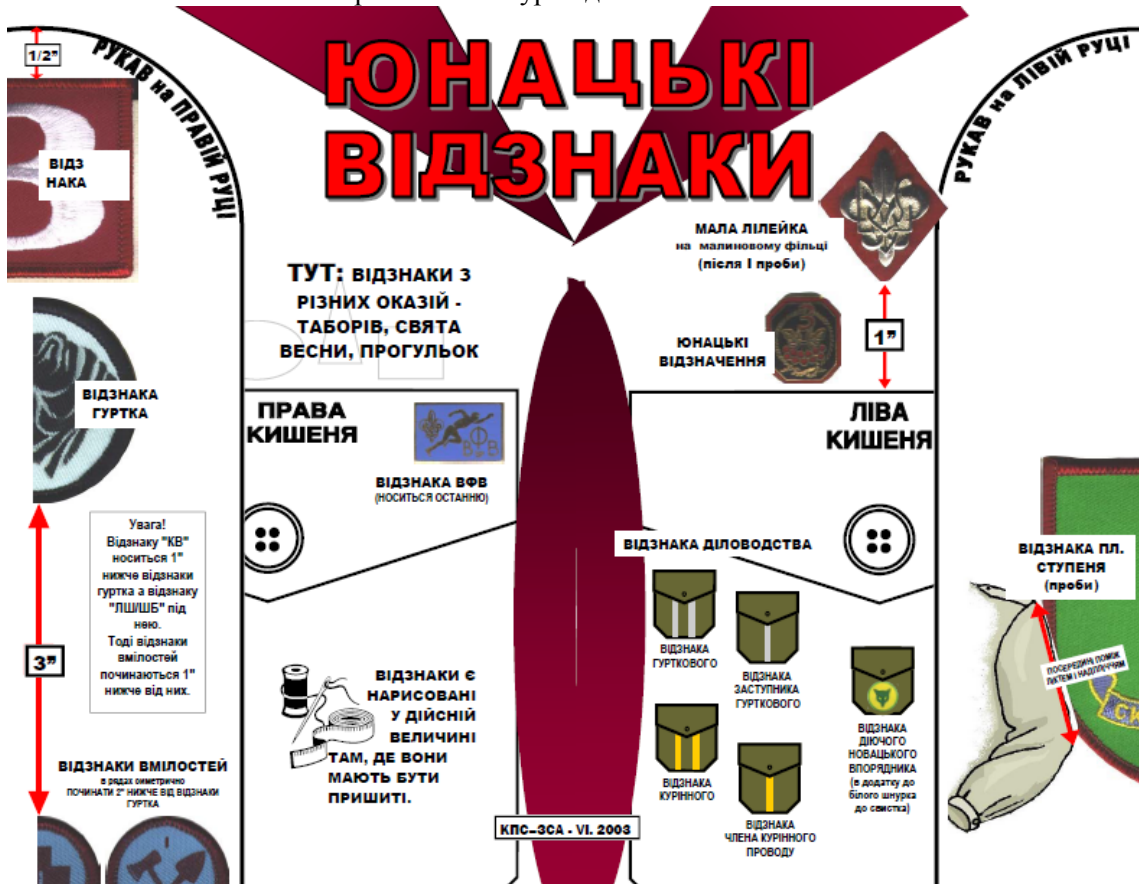 ЮНАЦЬКІ
ВІДЗНАКИ
1/2”
РУКАВ на ПРАВІЙ РУЦІ
ВІДЗ
НАКА
ВІДЗНАКА
ГУРТКА
3”
Увага!
Відзнаку "КВ"
носиться 1"
нижче відзнаки
гуртка а відзнаку
"ЛШ/ШБ" під
нею.
Тоді відзнаки
вмілостей
починаються 1"
нижче від них.
ВІДЗНАКИ ВМІЛОСТЕЙ
в рядах симетрично
ПОЧИНАТИ 2" НИЖЧЕ ВІД ВІДЗНАКИ
ГУРТКА
ТУТ: ВІДЗНАКИ З
РІЗНИХ ОКАЗІЙ -
ТАБОРІВ, СВЯТА
ВЕСНИ, ПРОГУЛЬОК
ПРАВА
КИШЕНЯ
В Ф В
ВІДЗНАКА ВФВ
(НОСИТЬСЯ ОСТАННЮ)
ВІДЗНАКИ Є
НАРИСОВАНІ
У ДІЙСНІЙ
ВЕЛИЧИНІ
ТАМ, ДЕ ВОНИ
МАЮТЬ БУТИ
ПРИШИТІ.
КПС–ЗСА - VI. 2003
МАЛА ЛІЛЕЙКА
на малиновому фільці
(після І проби)
ЮНАЦЬКІ
ВІДЗНАЧЕННЯ
1”
ЛІВА
КИШЕНЯ
ВІДЗНАКА ДІЛОВОДСТВА
ВІДЗНАКА
ГУРТКОВОГО
ВІДЗНАКА
ЗАСТУПНИКА
ГУРТКОВОГО
ВІДЗНАКА
КУРІННОГО
ВІДЗНАКА
ЧЛЕНА КУРІННОГО
ПРОВОДУ
ВІДЗНАКА
ДІЮЧОГО
НОВАЦЬКОГО
ВПОРЯДНИКА
(в додатку до
білого шнурка
до свистка)
РУКАВ на ЛІВІЙ РУЦІ
ВІДЗНАКА ПЛ.
СТУПЕНЯ
(проби)
ПОСЕРЕДИНІ ПОМІЖ
ЛІКТЕМ І НАДПЛІЧЧЯМ